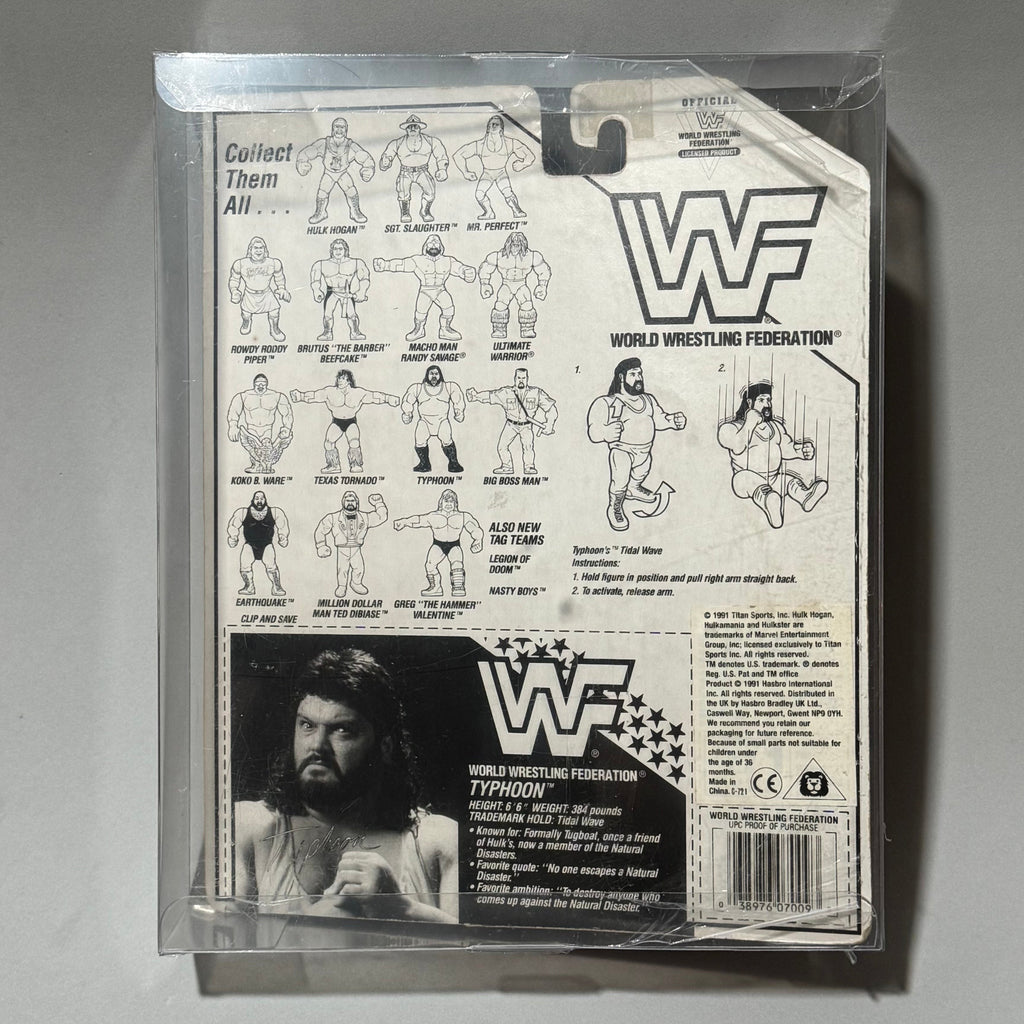 Collect
Them
All . . .
HULK HOGAN™
SGT. SLAUGHTER™
MR. PERFECT™
OFFICIAL
WF
WORLD WRESTLING
FEDERATION
LICENSED PRODUCT
WF
WORLD WRESTLING FEDERATION®
ROWDY RODDY
PIPER™
BRUTUS "THE BARBER"
BEEFCAKE™
MACHO MAN
RANDY SAVAGE®
ULTIMATE
WARRIOR®
KOKO B. WARE™
TEXAS TORNADO™
TYPHOON™
BIG BOSS MAN™
1.
2.
EARTHQUAKE™
MILLION DOLLAR
MAN TED DIBIASE™
GREG "THE HAMMER"
VALENTINE™
ALSO NEW
TAG TEAMS
LEGION OF
DOOM™
NASTY BOYS™
Typhoon's™ Tidal Wave
Instructions:
1. Hold figure in position and pull right arm straight back.
2. To activate, release arm.
CLIP AND SAVE
WF®
WORLD WRESTLING FEDERATION®
TYPHOON™
HEIGHT: 6'6" WEIGHT: 384 pounds
TRADEMARK HOLD: Tidal Wave
• Known for: Formally Tugboat, once a friend
of Hulk's, now a member of the Natural
Disasters.
• Favorite quote: "No one escapes a Natural
Disaster."
• Favorite ambition: "To destroy anyone who
comes up against the Natural Disaster."
Typhoon
© 1991 Titan Sports, Inc. Hulk Hogan,
Hulkamania and Hulkster are
trademarks of Marvel Entertainment
Group, Inc; licensed exclusively to Titan
Sports Inc. All rights reserved.
TM denotes U.S. trademark. ® denotes
Reg. U.S. Pat and TM office
Product © 1991 Hasbro International
Inc. All rights reserved. Distributed in
the UK by Hasbro Bradley UK Ltd.,
Caswell Way, Newport, Gwent NP9 0YH.
We recommend you retain our
packaging for future reference.
Because of small parts not suitable for
children under
the age of 36
months.
Made in
China. C-721
CE
WORLD WRESTLING FEDERATION
UPC PROOF OF PURCHASE
0 38976 07009